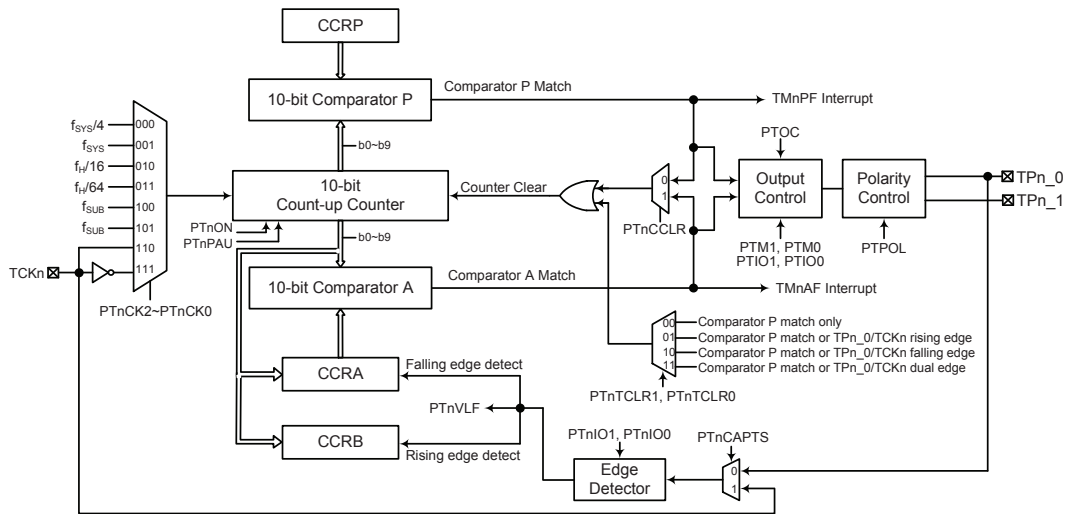 CCRP
10-bit Comparator P
Comparator P Match
TMnPF Interrupt
b0~b9
fSYS/4
fSYS
fH/16
fH/64
fSUB
fSUB
000
001
010
011
100
101
110
111
TCKn
PTnCK2~PTnCK0
10-bit
Count-up Counter
PTnON
PTnPAU
b0~b9
Counter Clear
0
1
PTnCCLR
PTOC
Output
Control
PTM1, PTM0
PTIO1, PTIO0
Polarity
Control
PTPOL
TPn_0
TPn_1
10-bit Comparator A
Comparator A Match
TMnAF Interrupt
00
01
10
11
Comparator P match only
Comparator P match or TPn_0/TCKn rising edge
Comparator P match or TPn_0/TCKn falling edge
Comparator P match or TPn_0/TCKn dual edge
PTnTCLR1, PTnTCLR0
CCRA
Falling edge detect
PTnVLF
CCRB
Rising edge detect
PTnIO1, PTnIO0
Edge
Detector
PTnCAPTS
0
1